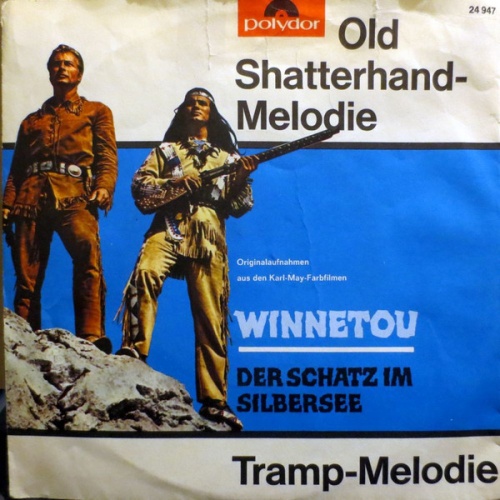 polydor
24 947
Old
Shatterhand-
Melodie
Originalaufnahmen
aus den Karl-May-Farbfilmen
WINNETOU
DER SCHATZ IM
SILBERSEE
Tramp-Melodie